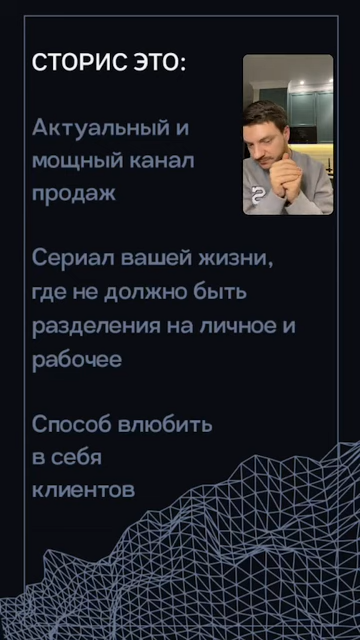 СТОРИС ЭТО:
Актуальный и
мощный канал
продаж
Сериал вашей жизни,
где не должно быть
разделения на личное и
рабочее
Способ влюбить
в себя
клиентов